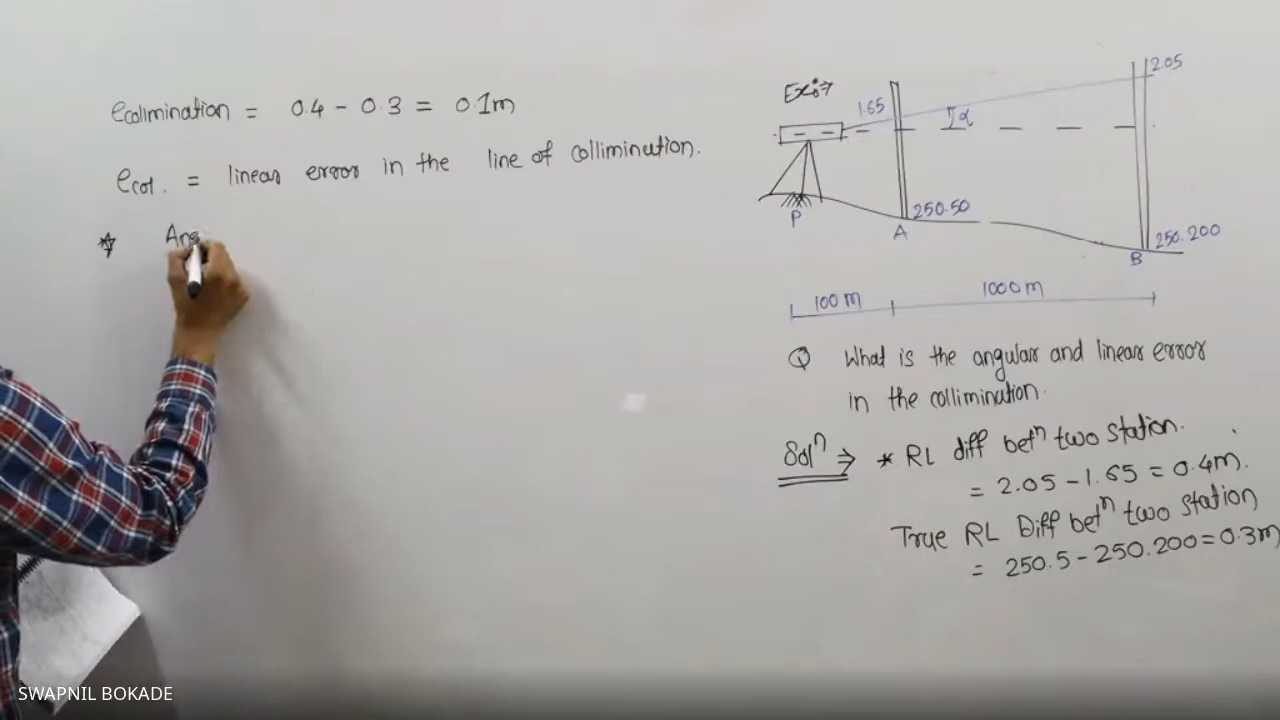 ecollimination = 0.4 - 0.3 = 0.1m
ecol. = linear error in the line of collimination.
Ang
Ex:→
1.65
2.05
α
P
250.50
A
250.200
B
100 m
1000 m
Q What is the angular and linear error
in the collimination.
Solⁿ ⇒ * RL diff betⁿ two station.
= 2.05 - 1.65 = 0.4m.
True RL Diff betⁿ two station
= 250.5 - 250.200 = 0.3m
SWAPNIL BOKADE